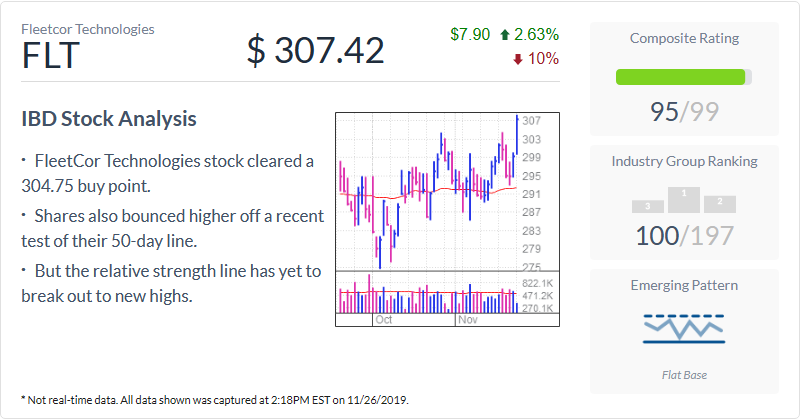 Fleetcor Technologies
FLT
$ 307.42
$7.90 2.63%
10%
IBD Stock Analysis
· FleetCor Technologies stock cleared a
304.75 buy point.
· Shares also bounced higher off a recent
test of their 50-day line.
· But the relative strength line has yet to
break out to new highs.
307
303
299
295
291
287
283
279
275
822.1K
471.2K
270.1K
Oct Nov
Composite Rating
95/99
Industry Group Ranking
3 1 2
100/197
Emerging Pattern
Flat Base
* Not real-time data. All data shown was captured at 2:18PM EST on 11/26/2019.